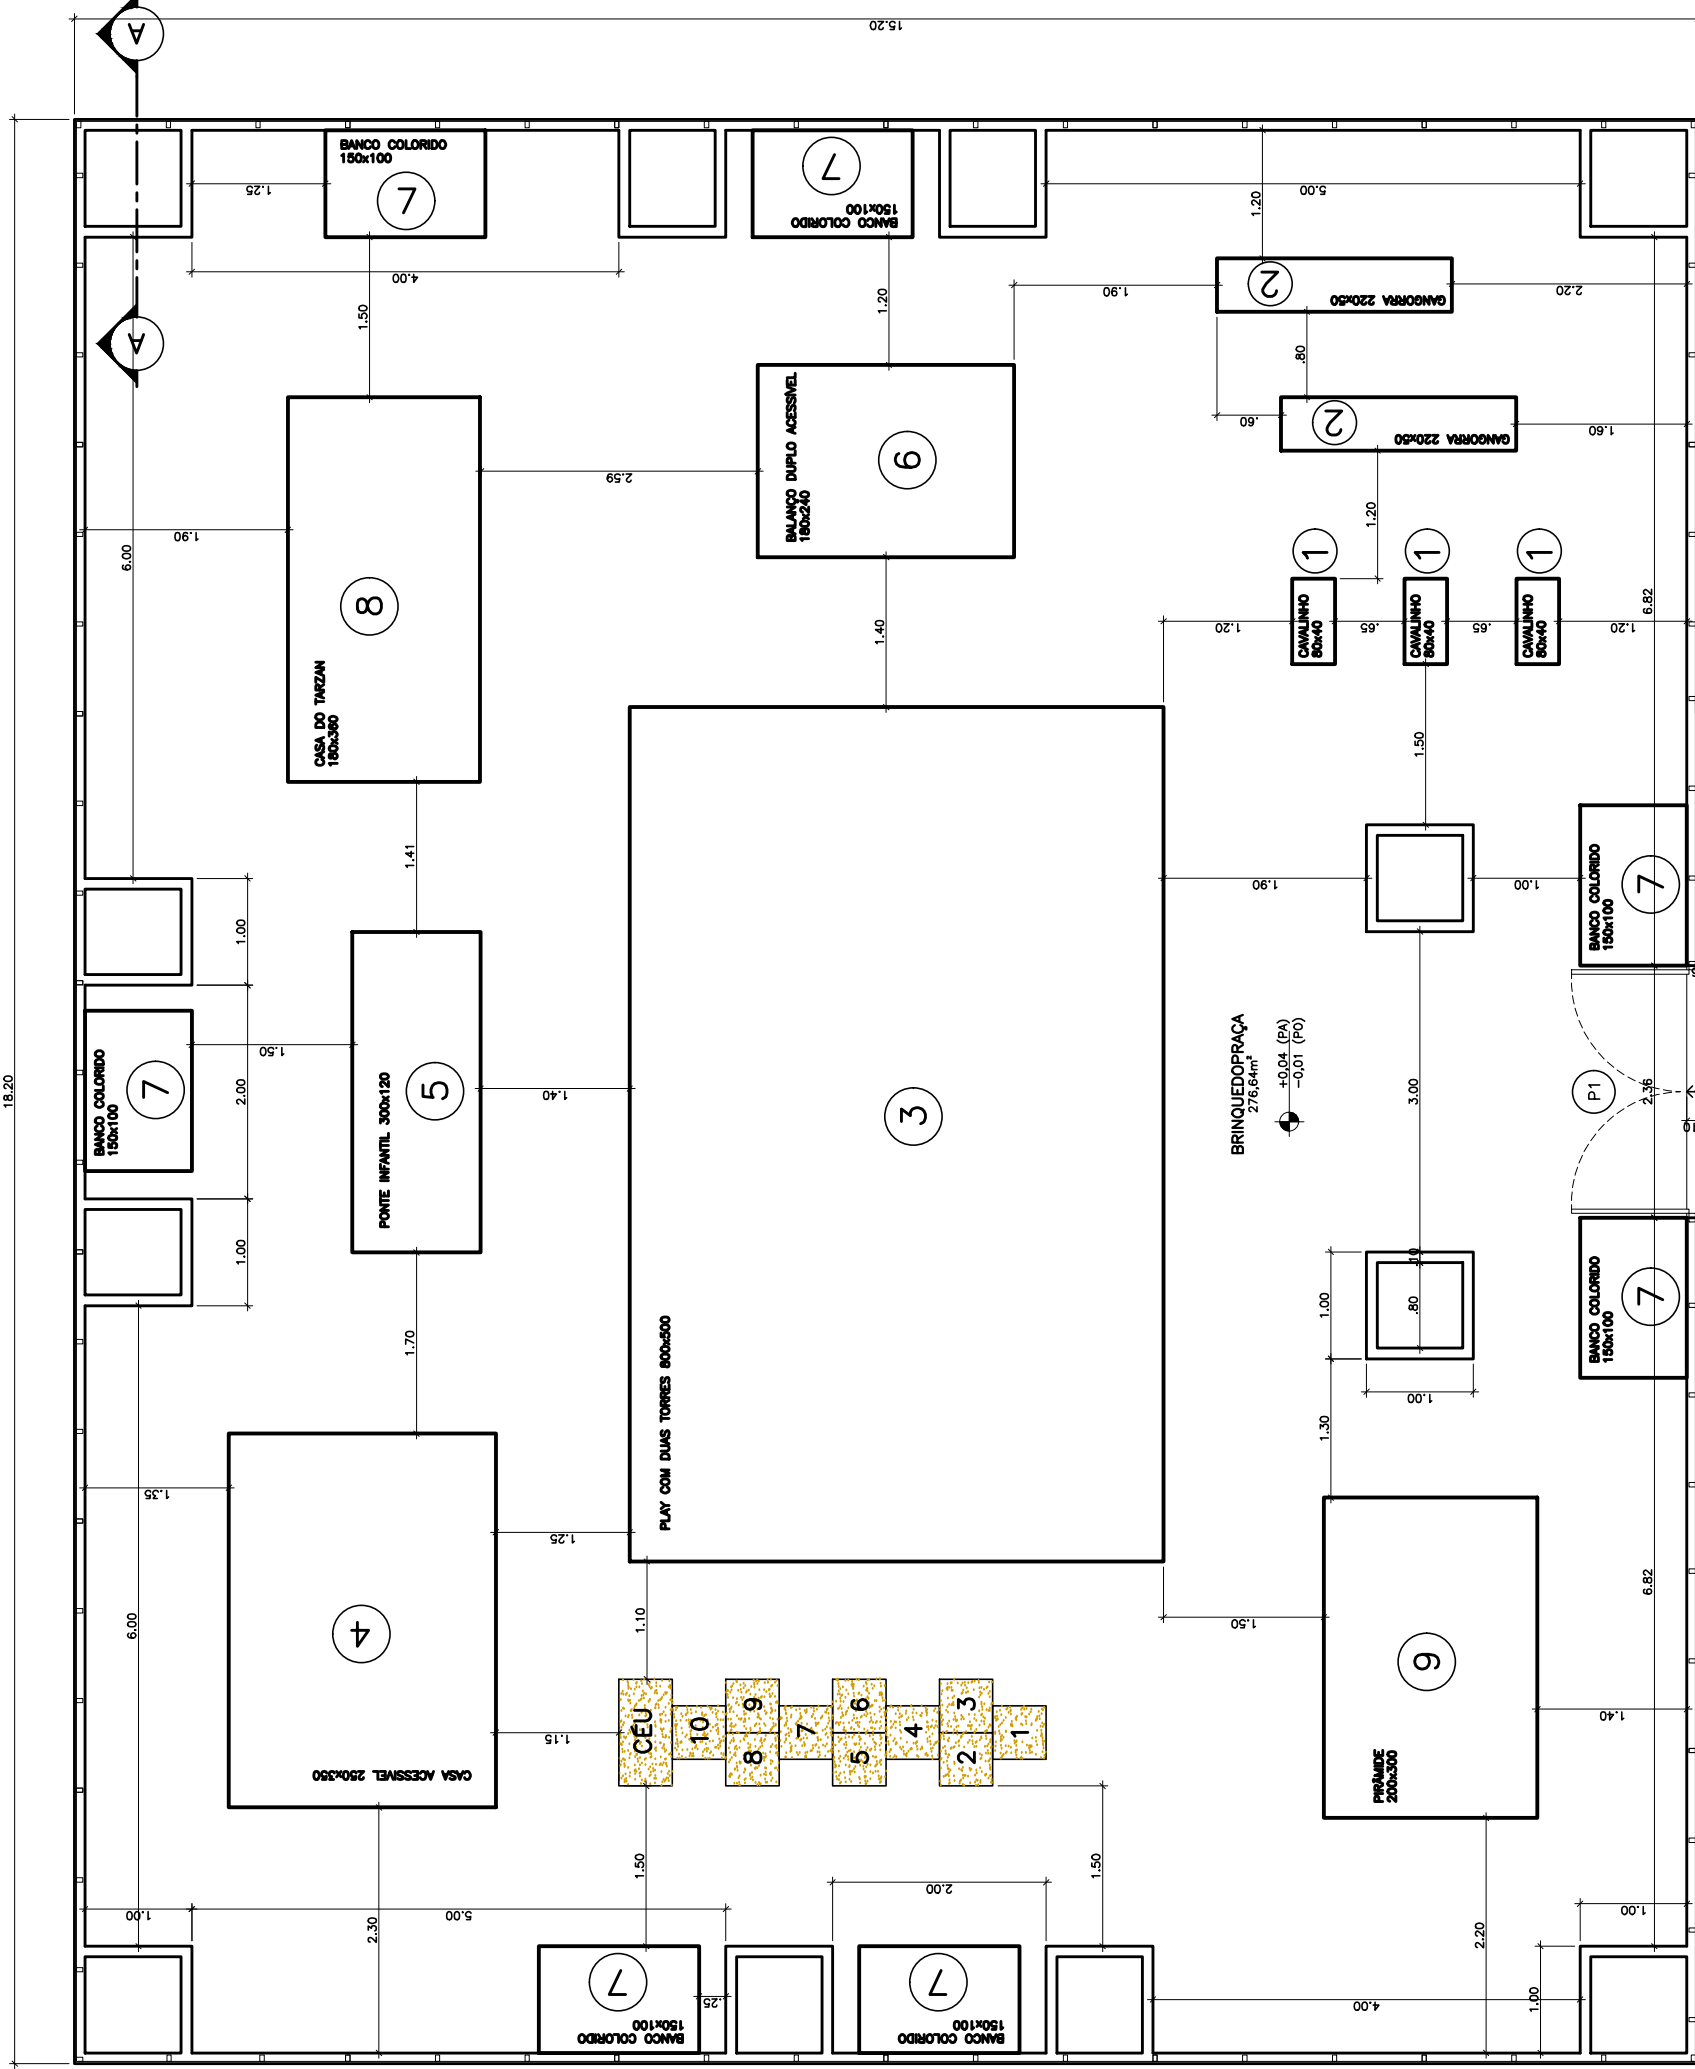 15.20
18.20
A
A
BANCO COLORIDO
150x100
7
1.25
4.00
1.50
BANCO COLORIDO
150x100
7
1.20
5.00
1.20
1.90
GANGORRA 220x50
2
2.20
.80
.60
GANGORRA 220x50
2
1.60
1.20
6.00
1.90
CASA DO TARZAN
180x360
8
2.59
BALANÇO DUPLO ACESSÍVEL
180x240
6
1.40
1.20
CAVALINHO
80x40
1
.65
CAVALINHO
80x40
1
.65
CAVALINHO
80x40
1
1.20
6.82
1.50
1.41
1.00
2.00
1.00
BANCO COLORIDO
150x100
7
1.50
PONTE INFANTIL 300x120
5
1.40
1.70
PLAY COM DUAS TORRES 800x500
3
1.90
1.00
BANCO COLORIDO
150x100
7
BRINQUEDOPRAÇA
276,64m²
+0,04 (PA)
-0,01 (PO)
3.00
P1
2.36
1.00
.10
.80
1.00
1.30
BANCO COLORIDO
150x100
7
6.82
6.00
1.35
CASA ACESSIVEL 250x350
4
1.25
1.10
1.15
CÉU
10
9
8
7
6
5
4
3
2
1
1.50
1.50
1.50
PIRÂMIDE
200x300
9
1.40
2.20
1.00
5.00
2.30
2.00
BANCO COLORIDO
150x100
7
.25
BANCO COLORIDO
150x100
7
4.00
1.00
1.00